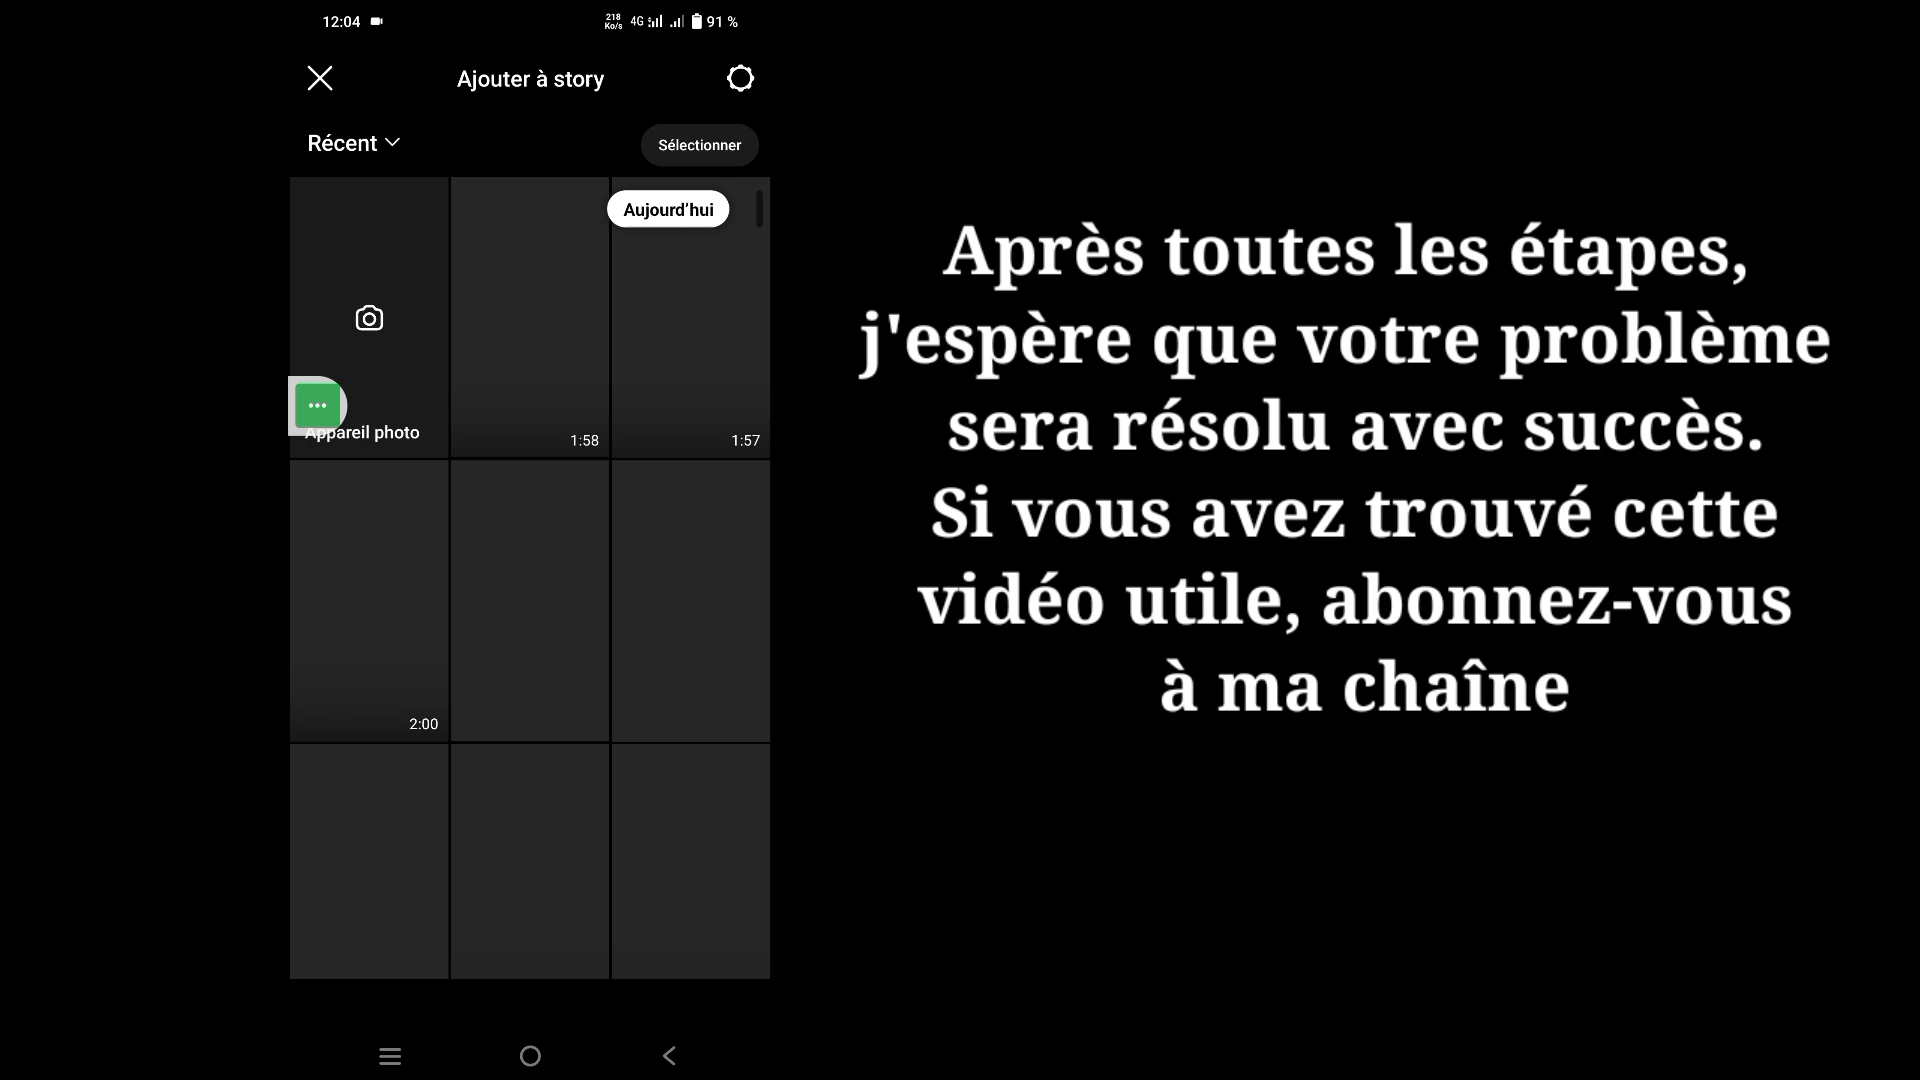 12:04
218 Ko/s 4G 91 %
Ajouter à story
Récent
Sélectionner
Aujourd'hui
Appareil photo
1:58
1:57
2:00
Après toutes les étapes,
j'espère que votre problème
sera résolu avec succès.
Si vous avez trouvé cette
vidéo utile, abonnez-vous
à ma chaîne